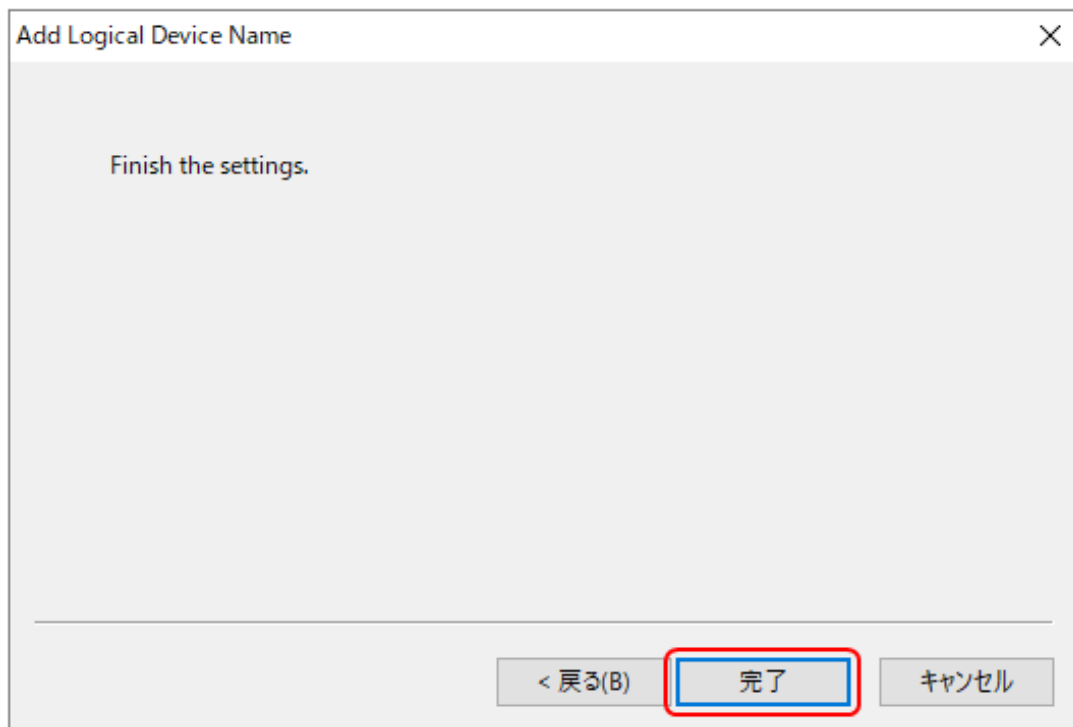 Add Logical Device Name
Finish the settings.
< 戻る(B)
完了
キャンセル